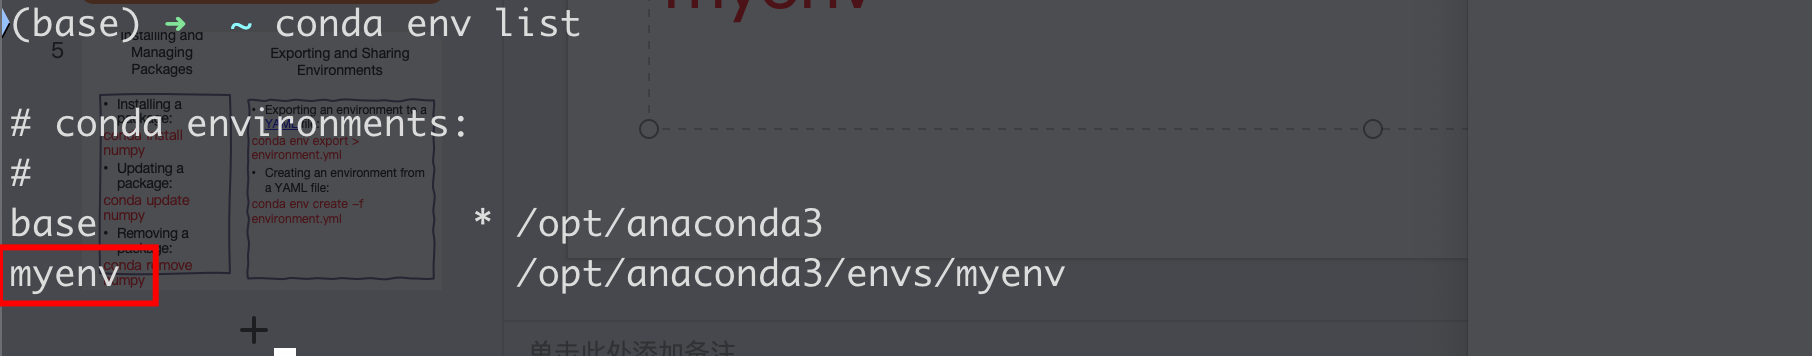 myenv
(base) ➜  ~ conda env list
5
Installing and
Managing
Packages
Exporting and Sharing
Environments
# conda environments:
#
base                  *  /opt/anaconda3
myenv                    /opt/anaconda3/envs/myenv
• Installing a
package:
conda install
numpy
• Updating a
package:
conda update
numpy
• Removing a
package:
conda remove
numpy
• Exporting an environment to a
YAML file:
conda env export >
environment.yml
• Creating an environment from
a YAML file:
conda env create –f
environment.yml
单击此处添加备注